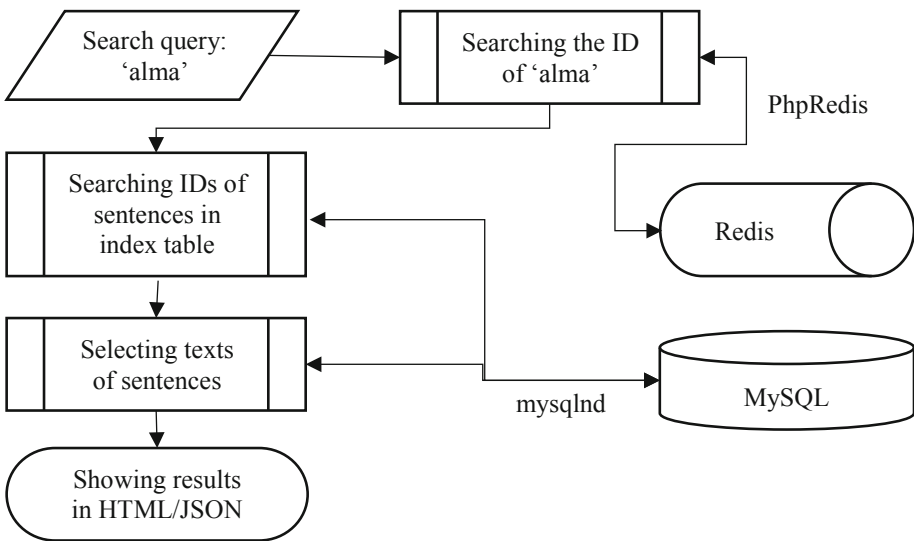 Search query:
‘alma’
Searching the ID
of ‘alma’
PhpRedis
Searching IDs of
sentences in
index table
Redis
Selecting texts
of sentences
mysqlnd
MySQL
Showing results
in HTML/JSON